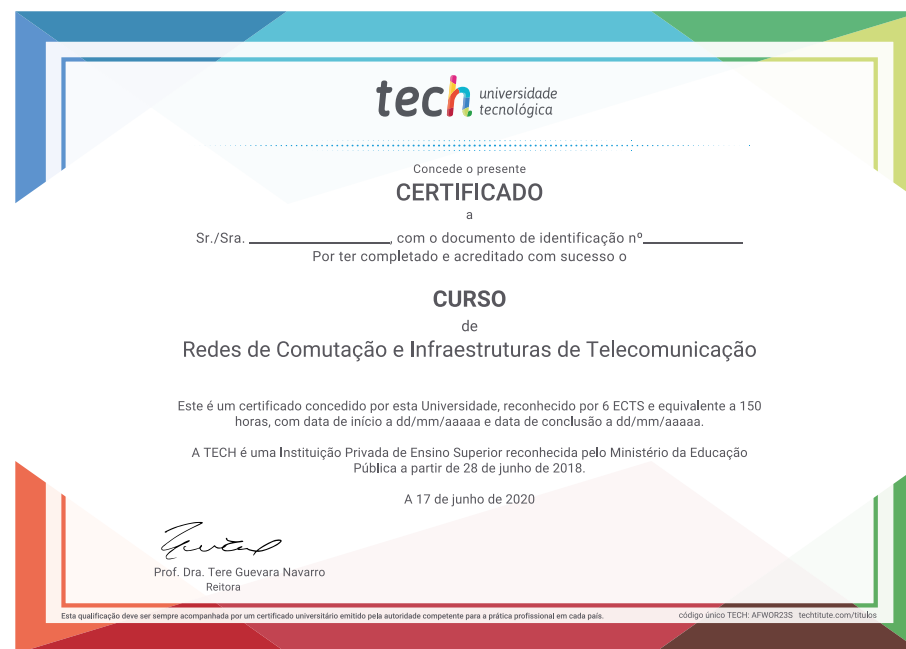 tech universidade
tecnológica
Concede o presente
CERTIFICADO
a
Sr./Sra. ____________________, com o documento de identificação nº______________
Por ter completado e acreditado com sucesso o
CURSO
de
Redes de Comutação e Infraestruturas de Telecomunicação
Este é um certificado concedido por esta Universidade, reconhecido por 6 ECTS e equivalente a 150
horas, com data de início a dd/mm/aaaaa e data de conclusão a dd/mm/aaaaa.
A TECH é uma Instituição Privada de Ensino Superior reconhecida pelo Ministério da Educação
Pública a partir de 28 de junho de 2018.
A 17 de junho de 2020
Prof. Dra. Tere Guevara Navarro
Reitora
Esta qualificação deve ser sempre acompanhada por um certificado universitário emitido pela autoridade competente para a prática profissional em cada país. código único TECH: AFWOR23S techtitute.com/titulos